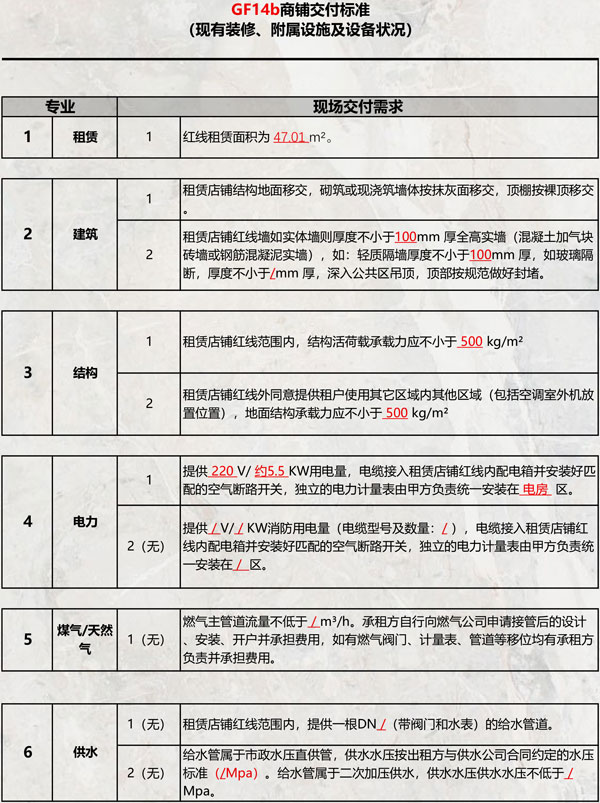 GF14b商铺交付标准
（现有装修、附属设施及设备状况）
专业 现场交付需求
1 租赁 1 红线租赁面积为 47.01 m²。
2 建筑
1 租赁店铺结构地面移交，砌筑或现浇筑墙体按抹灰面移交，顶棚按裸顶移交
。
2 租赁店铺红线墙如实体墙则厚度不小于100mm 厚全高实墙（混凝土加气块
砖墙或钢筋混凝泥实墙），如：轻质隔墙厚度不小于100mm 厚，如玻璃隔
断，厚度不小于/mm 厚，深入公共区吊顶，顶部按规范做好封堵。
3 结构
1 租赁店铺红线范围内，结构活荷载承载力应不小于 500 kg/m²
2 租赁店铺红线外同意提供租户使用其它区域内其他区域（包括空调室外机放
置位置），地面结构承载力应不小于 500 kg/m²
4 电力
1 提供 220 V/ 约5.5 KW用电量，电缆接入租赁店铺红线内配电箱并安装好匹
配的空气断路开关，独立的电力计量表由甲方负责统一安装在 电房 区。
2（无） 提供 / V/ / KW消防用电量（电缆型号及数量：/ ），电缆接入租赁店铺红
线内配电箱并安装好匹配的空气断路开关，独立的电力计量表由甲方负责统
一安装在 / 区。
5 煤气/天然
气
1（无） 燃气主管道流量不低于 / m³/h。承租方自行向燃气公司申请接管后的设计
、安装、开户并承担费用，如有燃气阀门、计量表、管道等移位均有承租方
负责并承担费用。
6 供水
1（无） 租赁店铺红线范围内，提供一根DN /（带阀门和水表）的给水管道。
2（无） 给水管属于市政水压直供管，供水水压按出租方与供水公司合同约定的水压
标准（/Mpa）。给水管属于二次加压供水，供水水压供水水压不低于 /
Mpa。